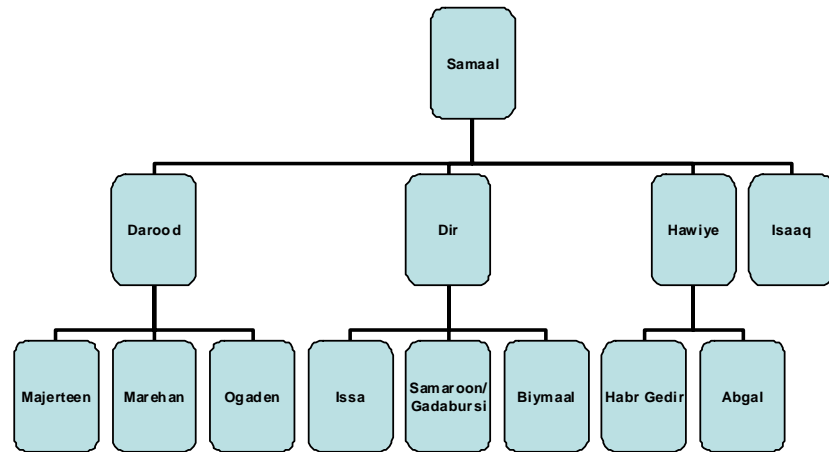 Samaal
Darood
Dir
Hawiye
Isaaq
Majerteen
Marehan
Ogaden
Issa
Samaroon/
Gadabursi
Biymaal
Habr Gedir
Abgal